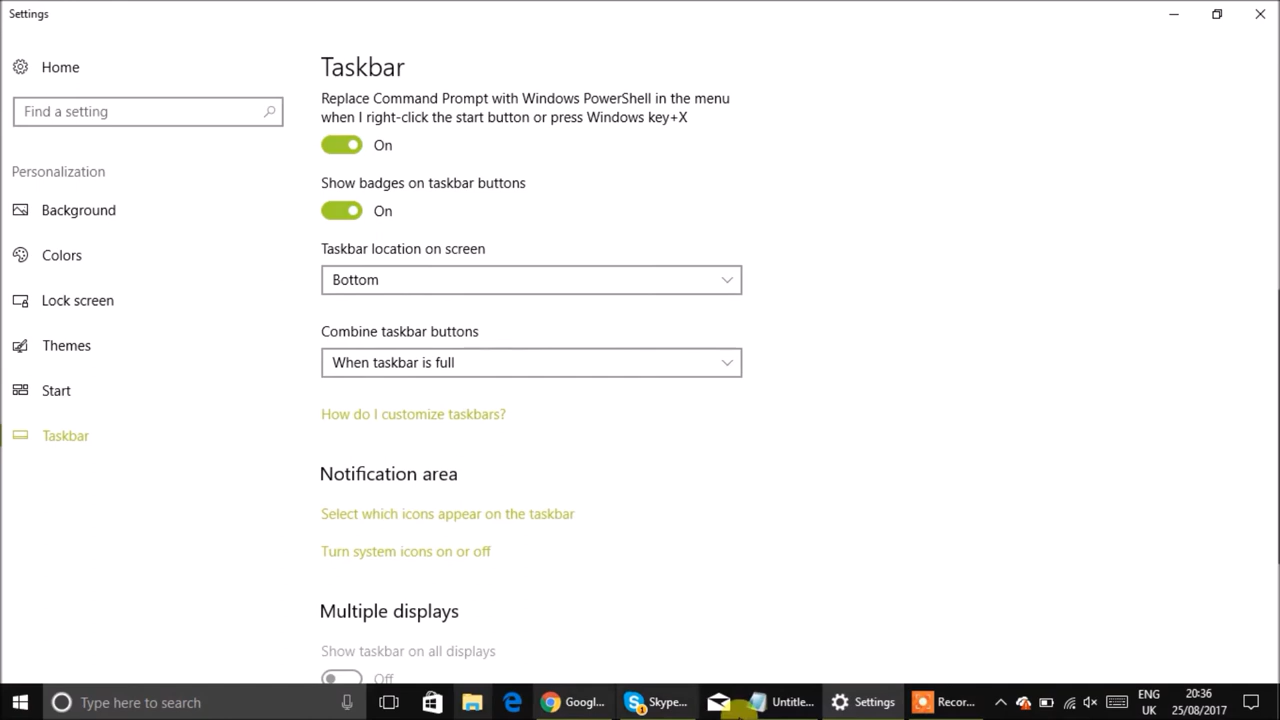 Settings
Home
Find a setting
Personalization
Background
Colors
Lock screen
Themes
Start
Taskbar
Taskbar
Replace Command Prompt with Windows PowerShell in the menu
when I right-click the start button or press Windows key+X
On
Show badges on taskbar buttons
On
Taskbar location on screen
Bottom
Combine taskbar buttons
When taskbar is full
How do I customize taskbars?
Notification area
Select which icons appear on the taskbar
Turn system icons on or off
Multiple displays
Show taskbar on all displays
Off
Type here to search
Googl...
Skype...
1
Untitle...
Settings
Recor...
ENG
UK
20:36
25/08/2017